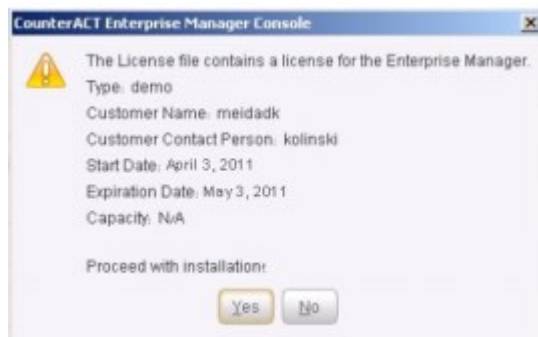 CounterACT Enterprise Manager Console
The License file contains a license for the Enterprise Manager.
Type: demo
Customer Name: meidadk
Customer Contact Person: kolinski
Start Date: April 3, 2011
Expiration Date: May 3, 2011
Capacity: N/A
Proceed with installation?
Yes No